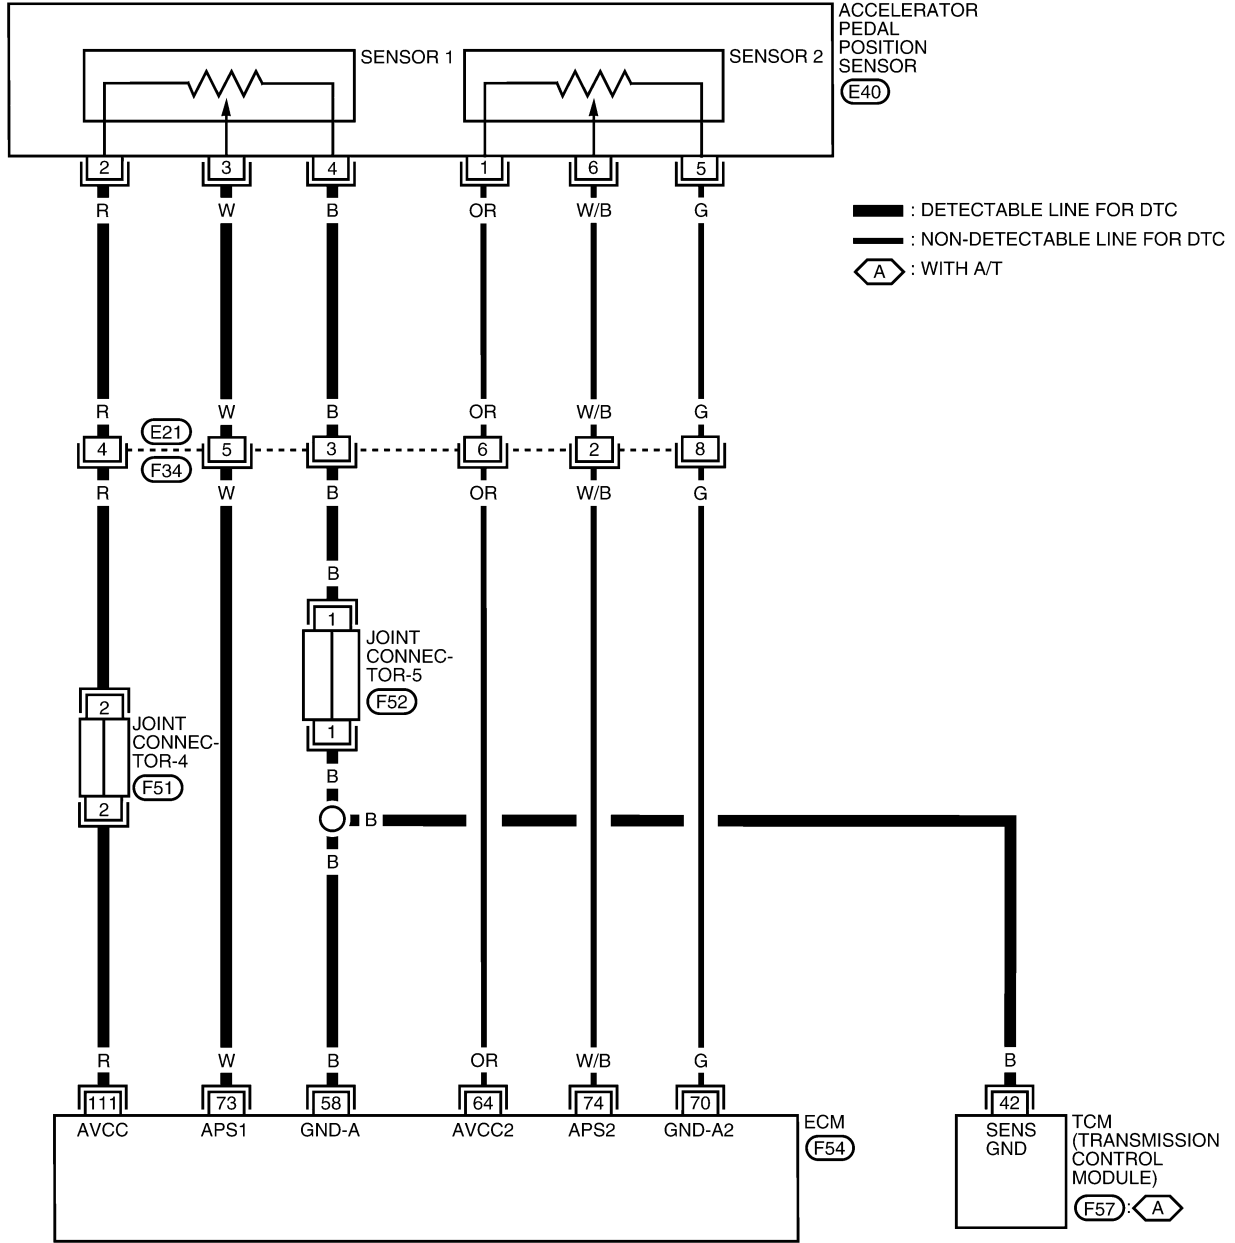 ACCELERATOR
PEDAL
POSITION
SENSOR
E40
SENSOR 1
SENSOR 2
2 3 4 1 6 5
R W B OR W/B G
: DETECTABLE LINE FOR DTC
: NON-DETECTABLE LINE FOR DTC
A : WITH A/T
R W B OR W/B G
E21
4 5 3 6 2 8
F34
R W B OR W/B G
B
1
JOINT
CONNEC-
TOR-5
F52
1
2
JOINT
CONNEC-
TOR-4
F51
2
B
B
B
R W B OR W/B G B
111 73 58 64 74 70 42
AVCC APS1 GND-A AVCC2 APS2 GND-A2
ECM
F54
SENS
GND
TCM
(TRANSMISSION
CONTROL
MODULE)
F57 : A